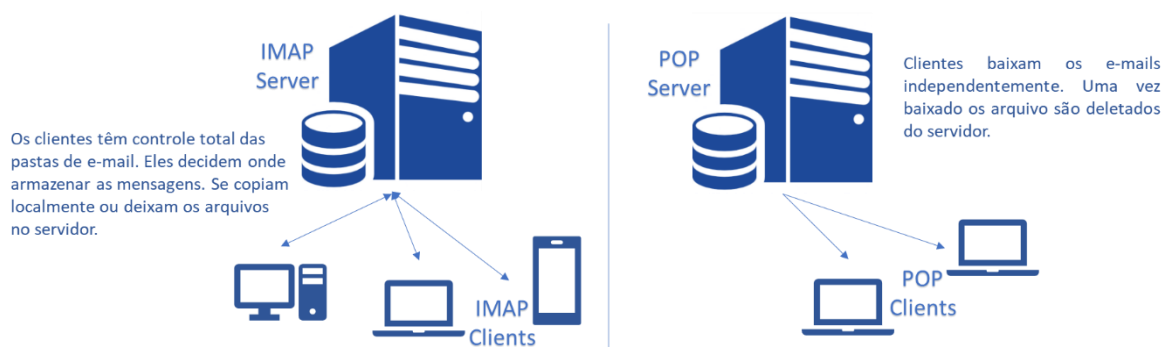 IMAP
Server
Os clientes têm controle total das
pastas de e-mail. Eles decidem onde
armazenar as mensagens. Se copiam
localmente ou deixam os arquivos
no servidor.
IMAP
Clients
POP
Server
Clientes baixam os e-mails
independentemente. Uma vez
baixado os arquivo são deletados
do servidor.
POP
Clients